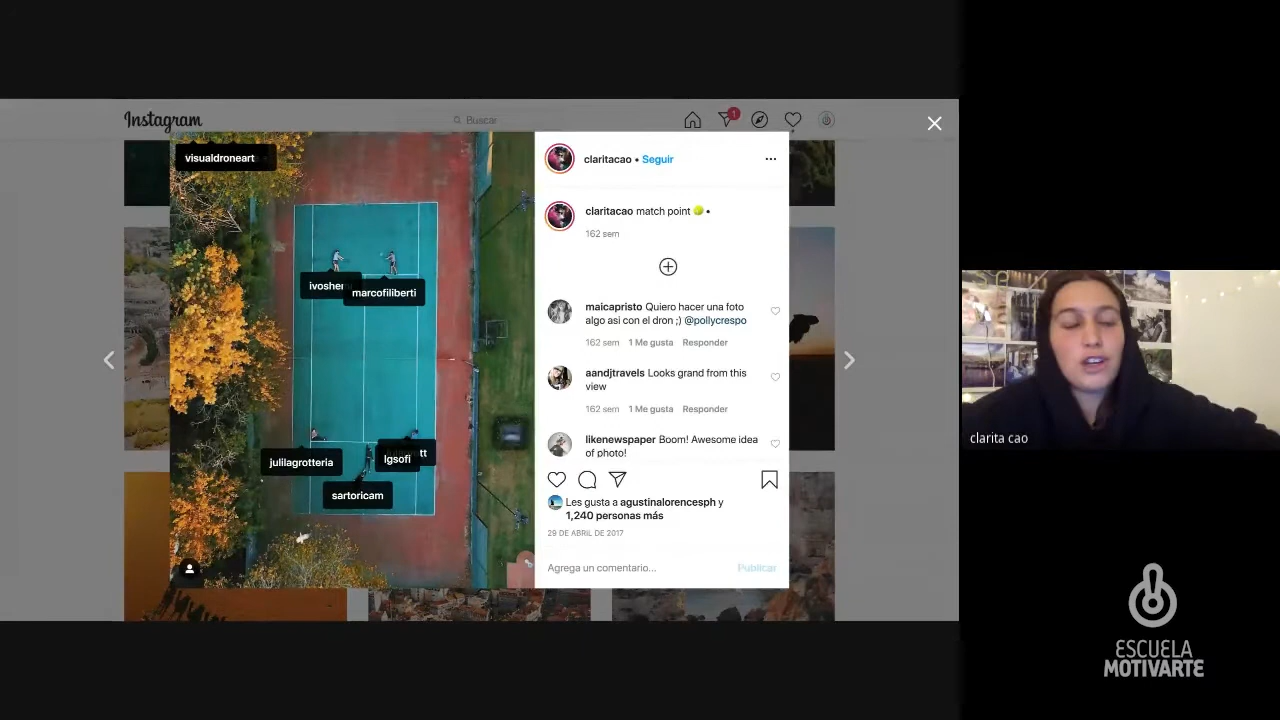 Instagram
Buscar
1
visualdroneart
claritacao • Seguir
claritacao match point
162 sem
maicapristo Quiero hacer una foto
algo asi con el dron ;) @pollycrespo
162 sem 1 Me gusta Responder
aandjtravels Looks grand from this
view
162 sem 1 Me gusta Responder
likenewspaper Boom! Awesome idea
of photo!
marcofiliberti
julilagrotteria
lgsofi
sartoricam
Les gusta a agustinalorencesph y
1,240 personas más
29 DE ABRIL DE 2017
Agrega un comentario...
Publicar
clarita cao
ESCUELA
MOTIVARTE